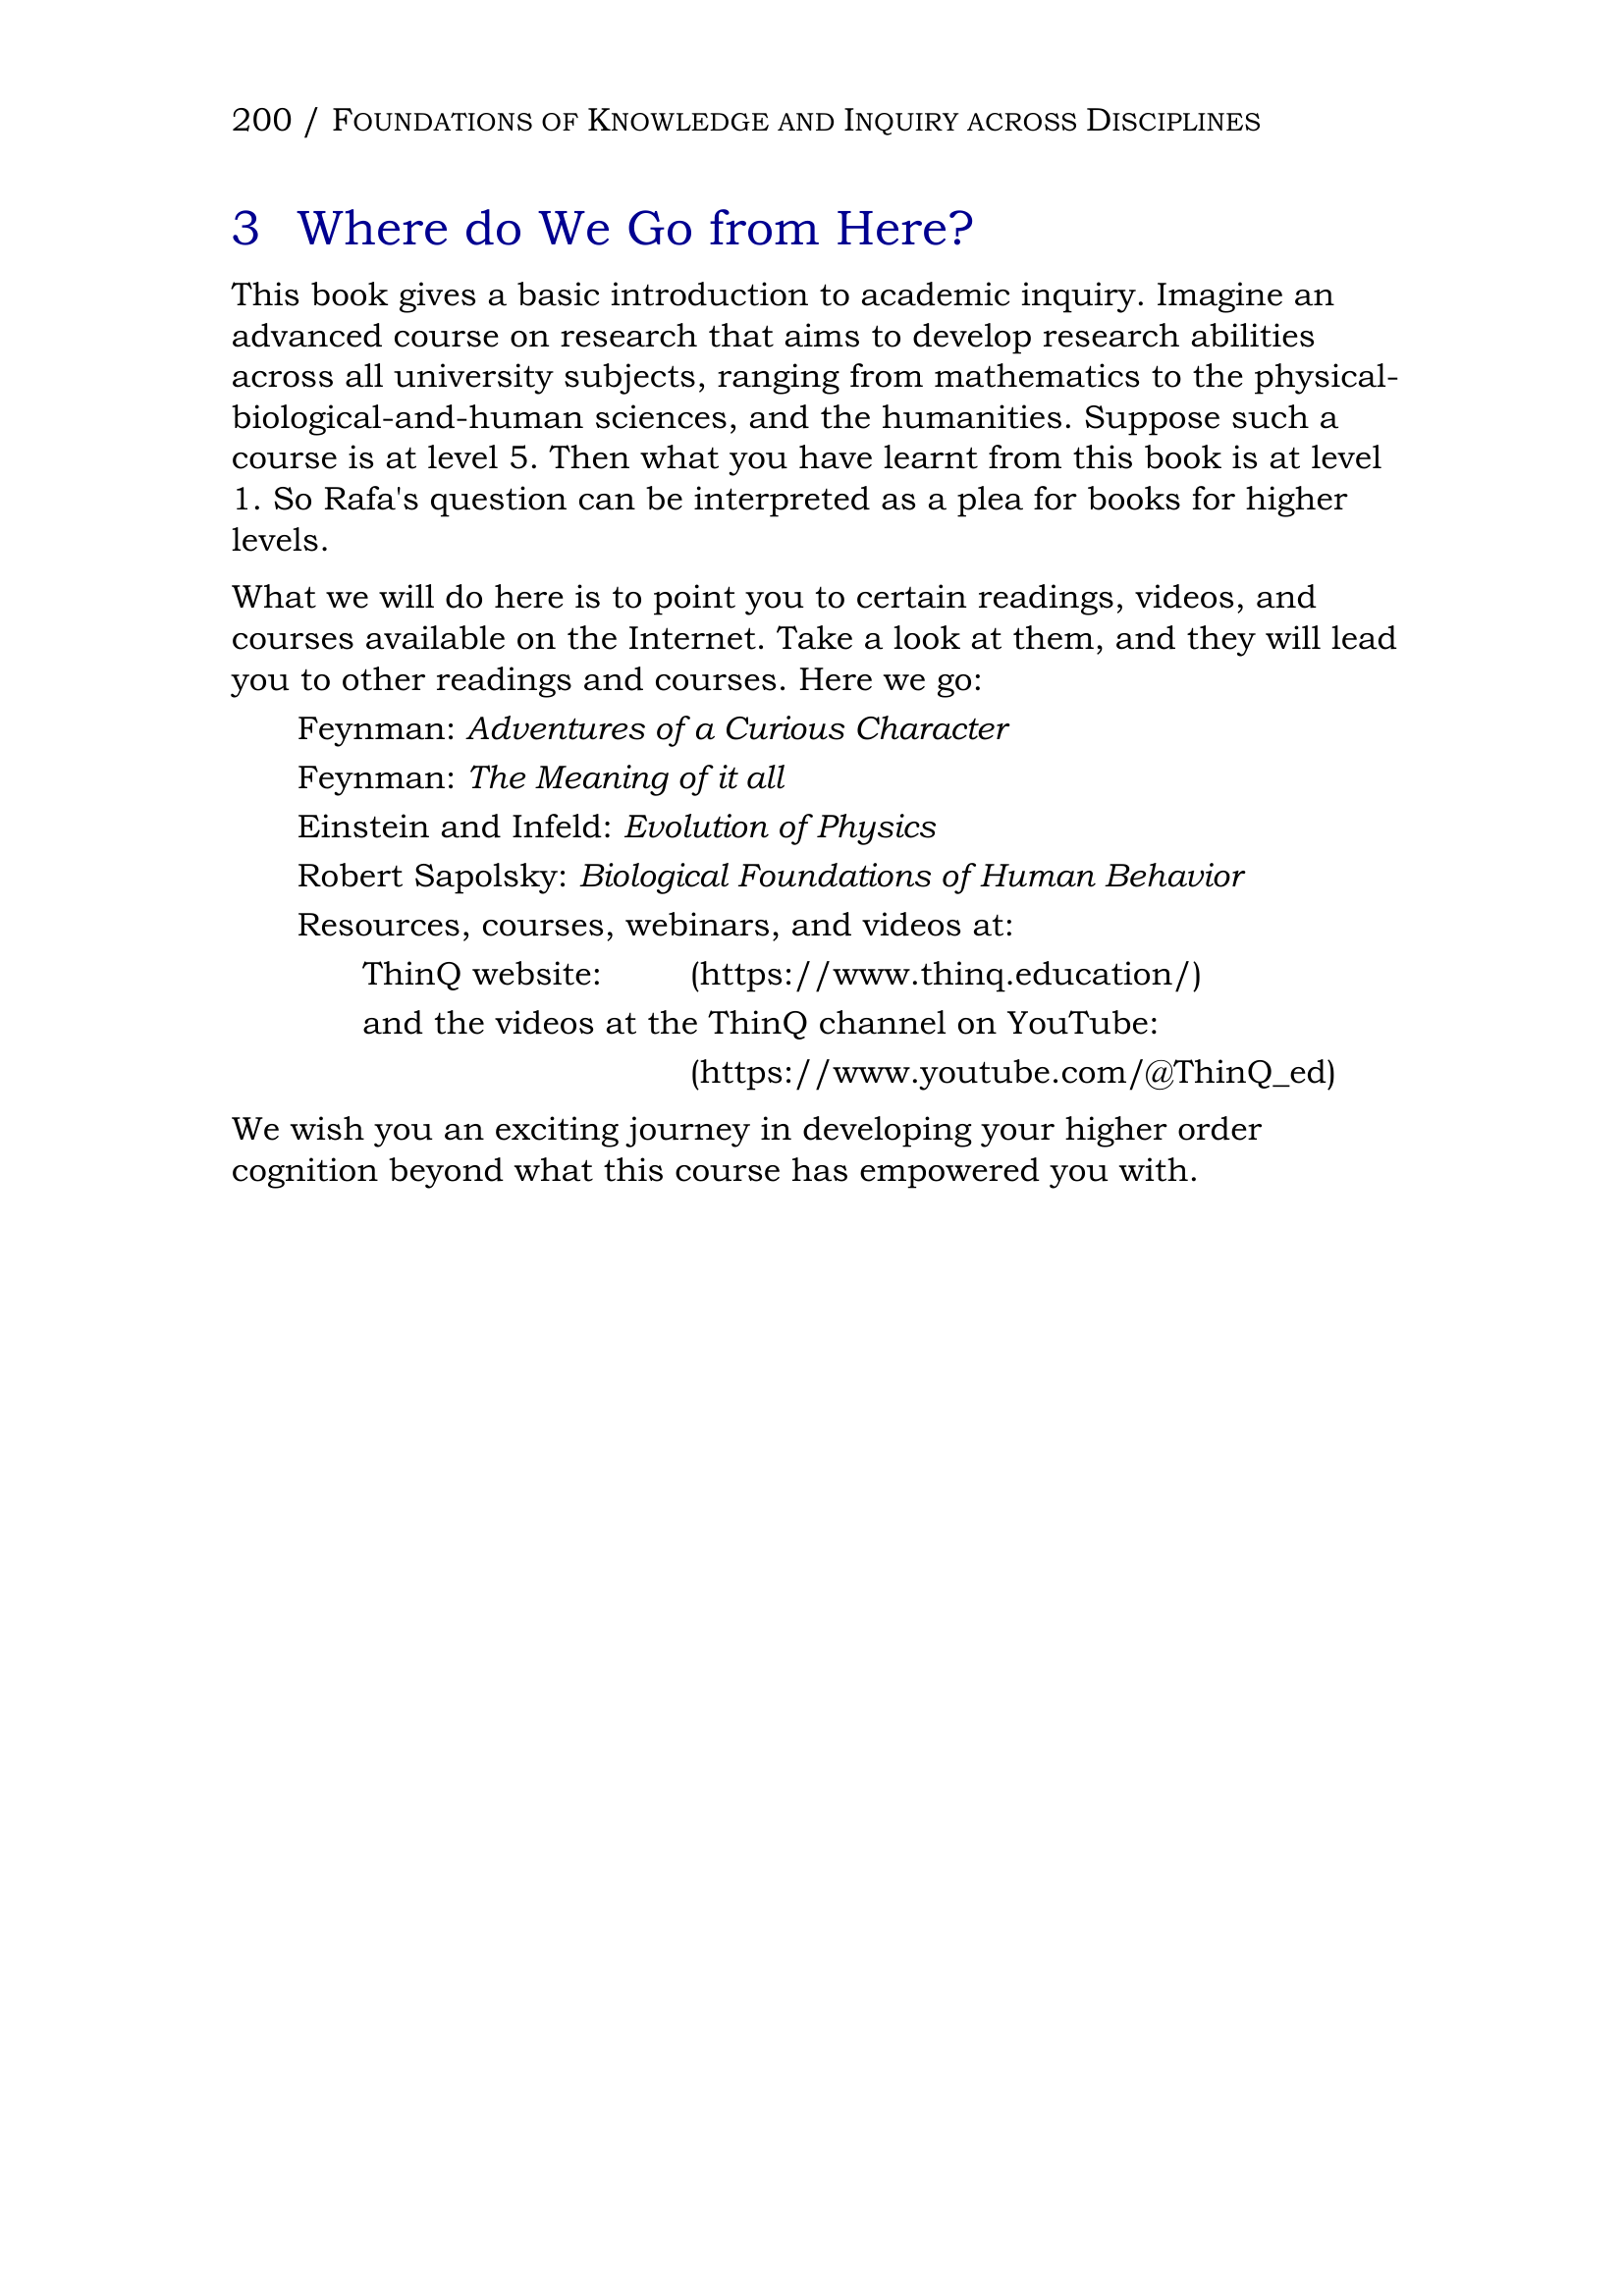 200 / FOUNDATIONS OF KNOWLEDGE AND INQUIRY ACROSS DISCIPLINES
3 Where do We Go from Here?
This book gives a basic introduction to academic inquiry. Imagine an
advanced course on research that aims to develop research abilities
across all university subjects, ranging from mathematics to the physical-
biological-and-human sciences, and the humanities. Suppose such a
course is at level 5. Then what you have learnt from this book is at level
1. So Rafa's question can be interpreted as a plea for books for higher
levels.
What we will do here is to point you to certain readings, videos, and
courses available on the Internet. Take a look at them, and they will lead
you to other readings and courses. Here we go:
Feynman: Adventures of a Curious Character
Feynman: The Meaning of it all
Einstein and Infeld: Evolution of Physics
Robert Sapolsky: Biological Foundations of Human Behavior
Resources, courses, webinars, and videos at:
ThinQ website: (https://www.thinq.education/)
and the videos at the ThinQ channel on YouTube:
(https://www.youtube.com/@ThinQ_ed)
We wish you an exciting journey in developing your higher order
cognition beyond what this course has empowered you with.